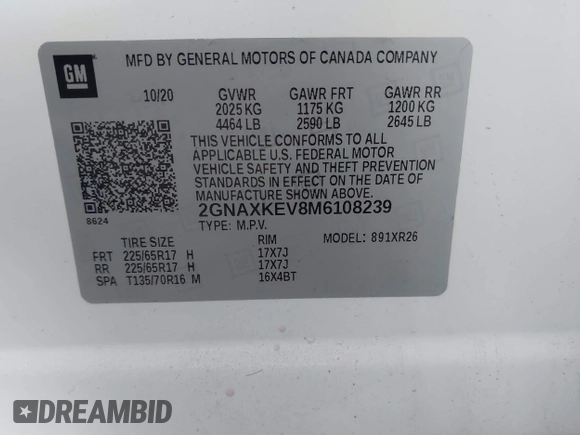 GM
MFD BY GENERAL MOTORS OF CANADA COMPANY
10/20 GVWR GAWR FRT GAWR RR
2025 KG 1175 KG 1200 KG
4464 LB 2590 LB 2645 LB
THIS VEHICLE CONFORMS TO ALL
APPLICABLE U.S. FEDERAL MOTOR
VEHICLE SAFETY AND THEFT PREVENTION
STANDARDS IN EFFECT ON THE DATE OF
MANUFACTURE SHOWN ABOVE.
8624
2GNAXKEV8M6108239
TYPE: M.P.V.
TIRE SIZE RIM MODEL: 891XR26
FRT 225/65R17 H 17X7J
RR 225/65R17 H 17X7J
SPA T135/70R16 M 16X4BT
DREAMBID